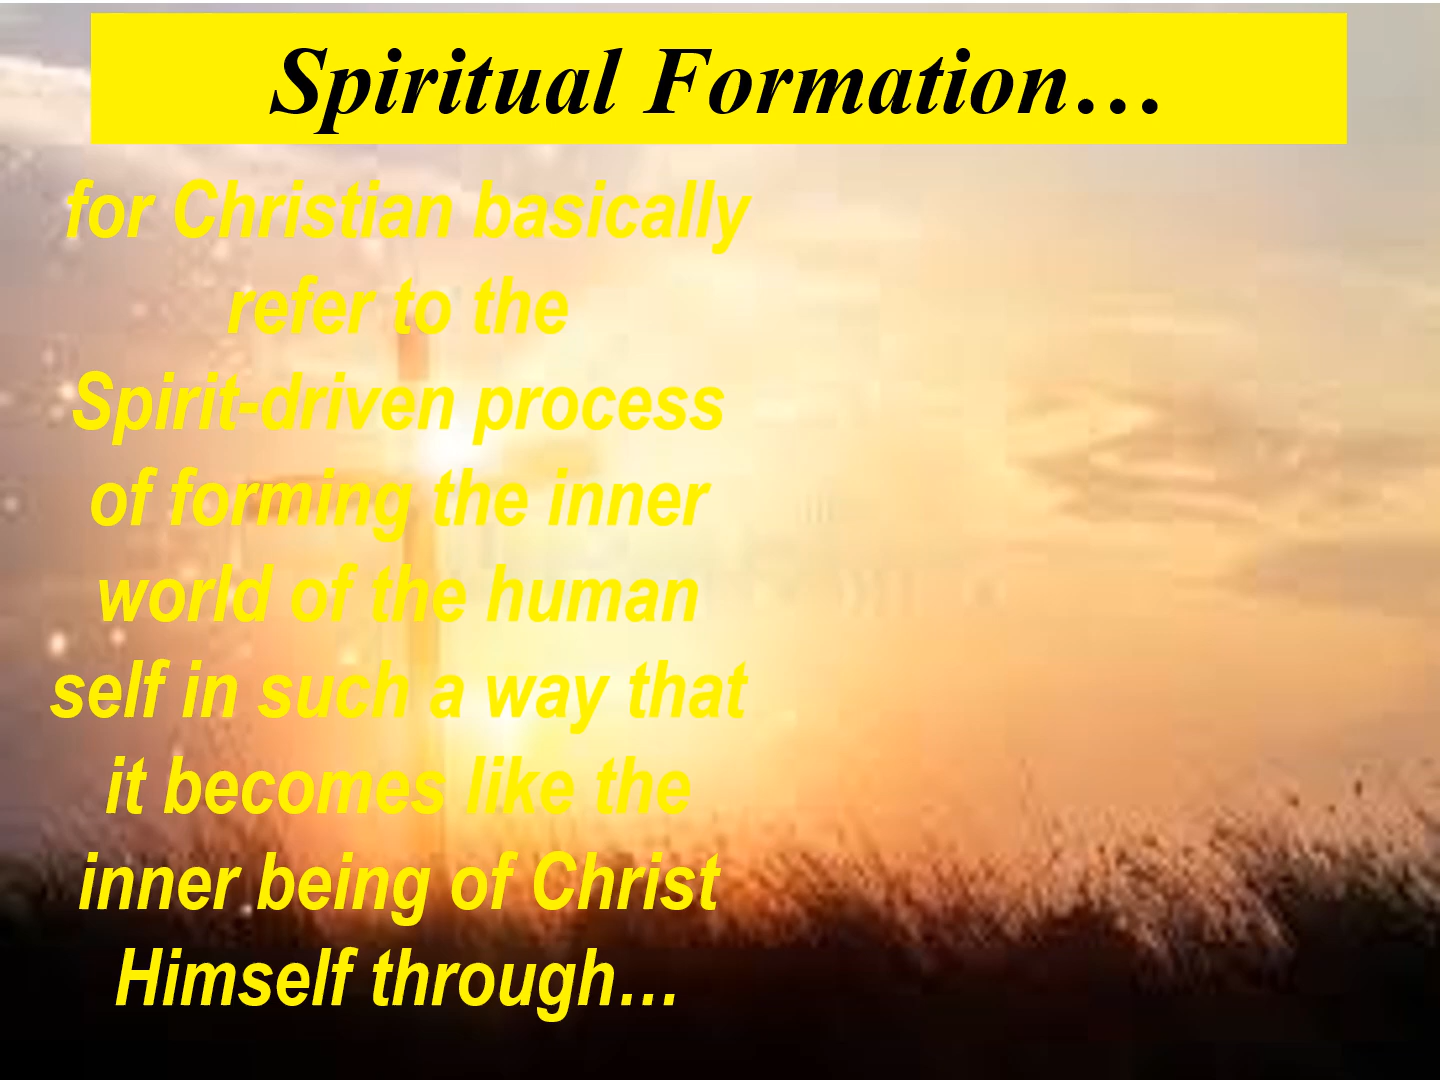 Spiritual Formation…
for Christian basically
refer to the
Spirit-driven process
of forming the inner
world of the human
self in such a way that
it becomes like the
inner being of Christ
Himself through…